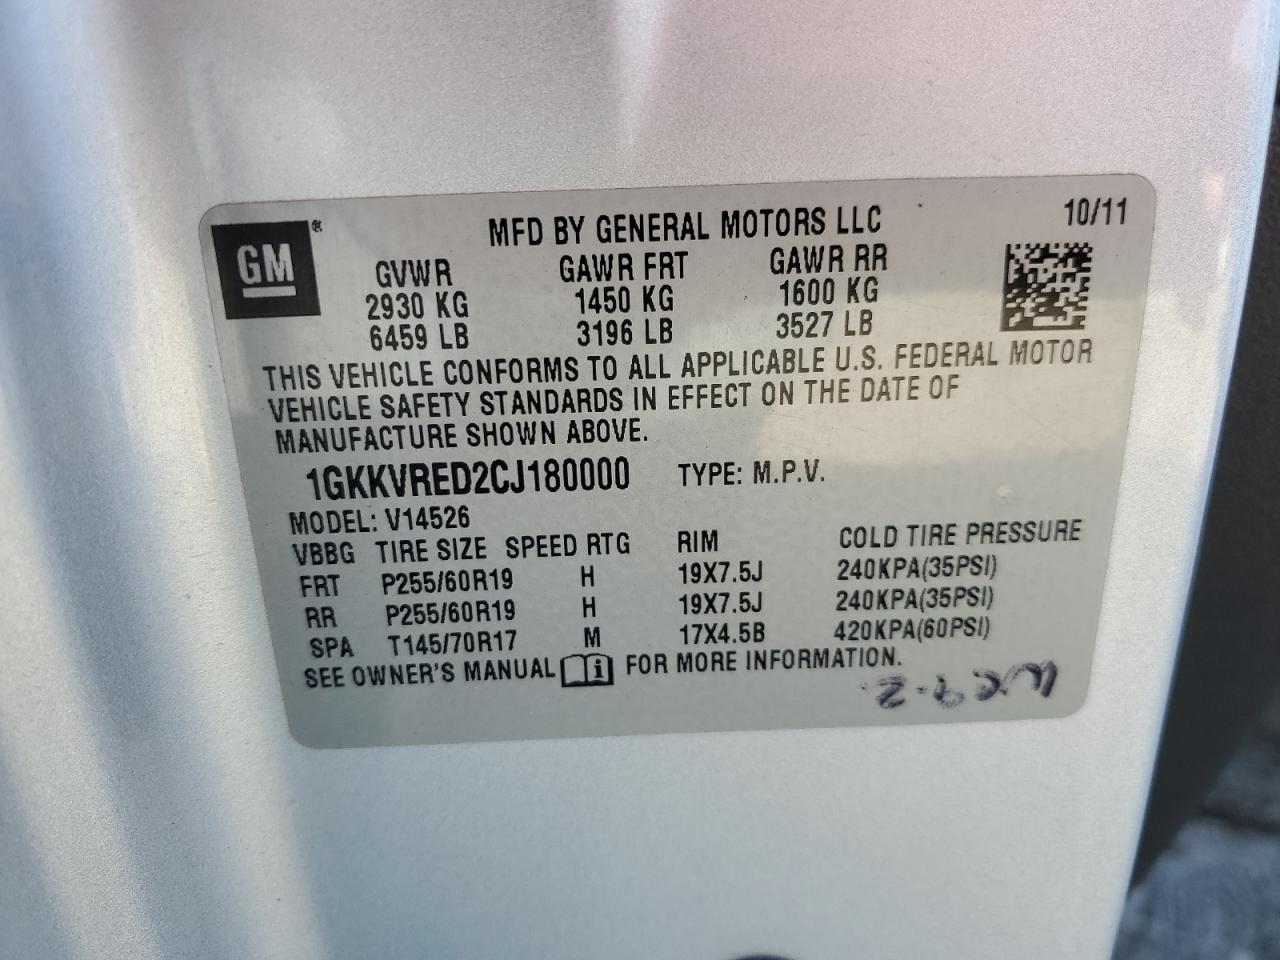 GM ®
MFD BY GENERAL MOTORS LLC 10/11
GVWR GAWR FRT GAWR RR
2930 KG 1450 KG 1600 KG
6459 LB 3196 LB 3527 LB
THIS VEHICLE CONFORMS TO ALL APPLICABLE U.S. FEDERAL MOTOR
VEHICLE SAFETY STANDARDS IN EFFECT ON THE DATE OF
MANUFACTURE SHOWN ABOVE.
1GKKVRED2CJ180000 TYPE: M.P.V.
MODEL: V14526
VBBG TIRE SIZE SPEED RTG RIM COLD TIRE PRESSURE
FRT P255/60R19 H 19X7.5J 240KPA(35PSI)
RR P255/60R19 H 19X7.5J 240KPA(35PSI)
SPA T145/70R17 M 17X4.5B 420KPA(60PSI)
SEE OWNER'S MANUAL FOR MORE INFORMATION.